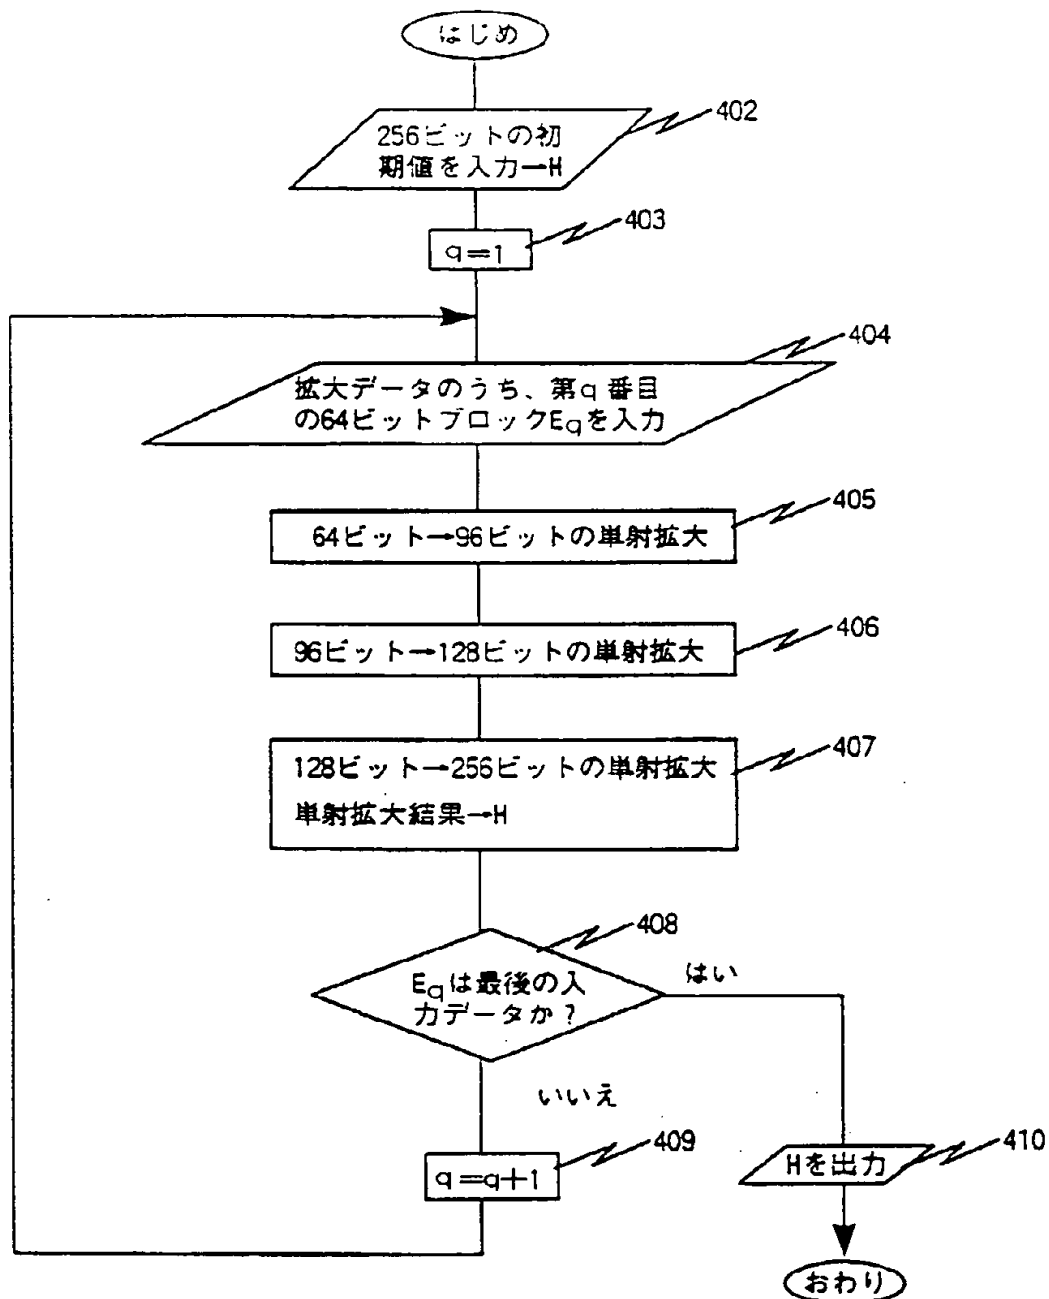 はじめ
402
256ビットの初
期値を入力→H
403
q=1
404
拡大データのうち、第q番目
の64ビットブロックEqを入力
405
64ビット→96ビットの単射拡大
406
96ビット→128ビットの単射拡大
407
128ビット→256ビットの単射拡大
単射拡大結果→H
408
Eqは最後の入
力データか?
はい
いいえ
409
q=q+1
410
Hを出力
おわり